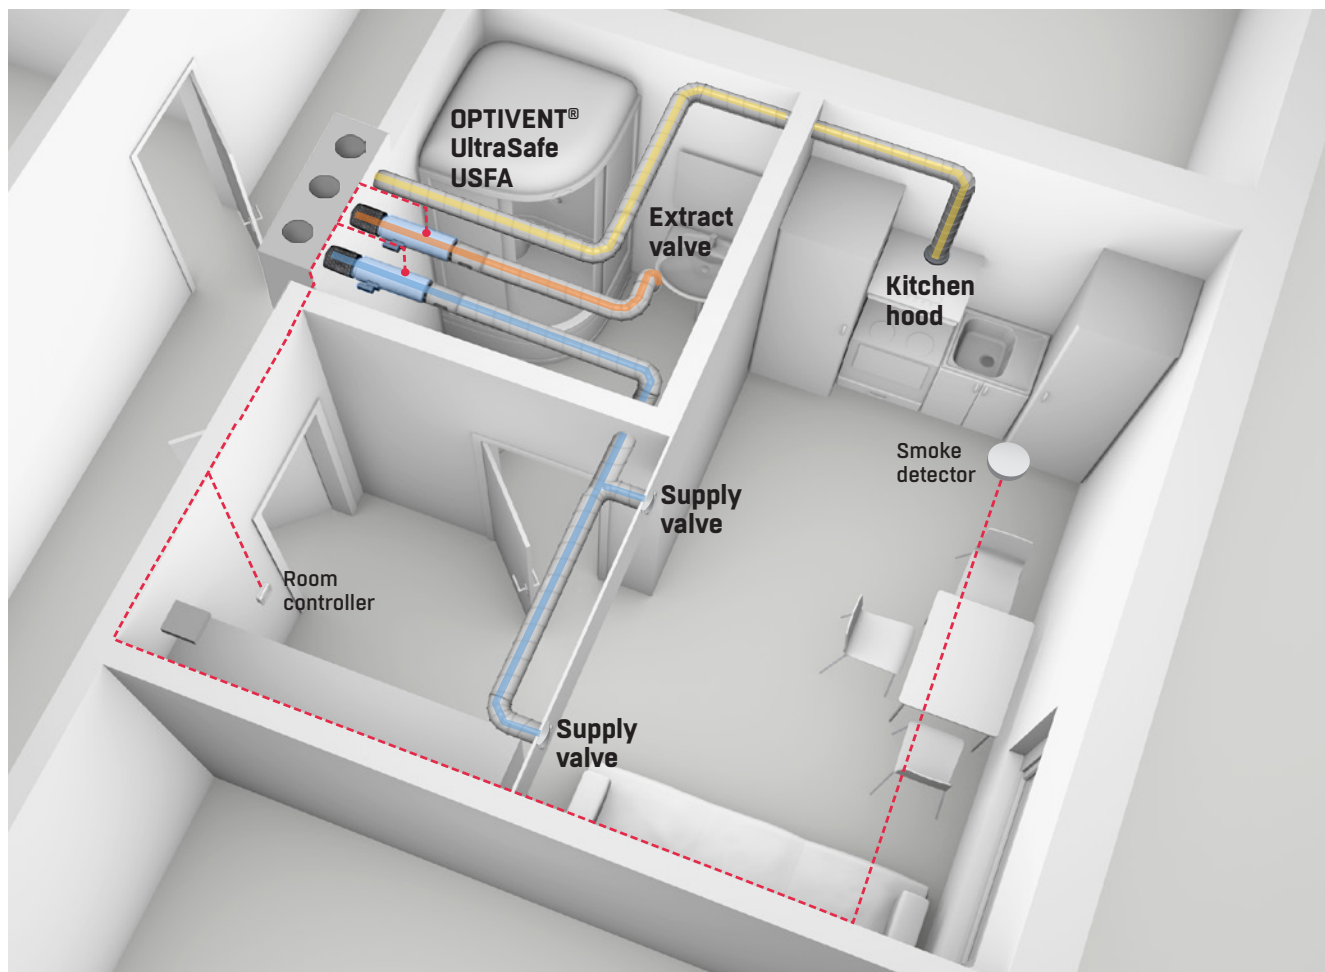 OPTIVENT®
UltraSafe
USFA
Extract
valve
Kitchen
hood
Smoke
detector
Supply
valve
Room
controller
Supply
valve